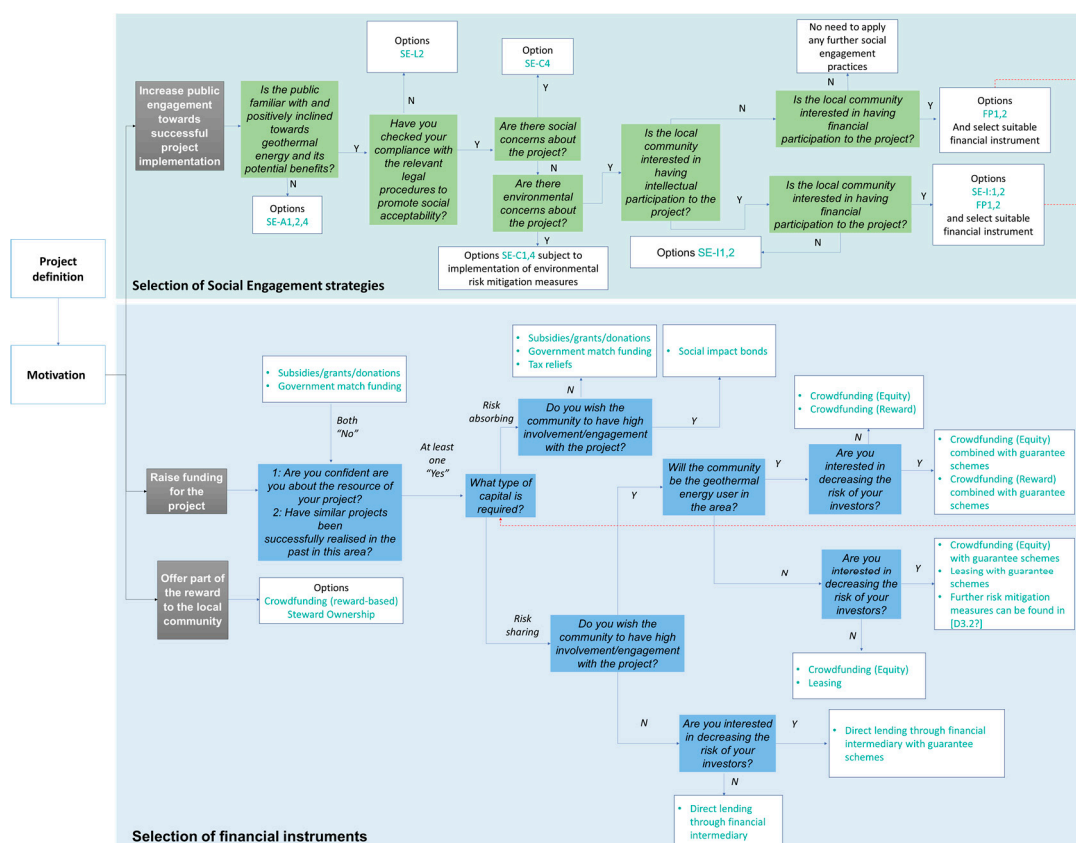 Project
definition
Motivation
Increase public
engagement
towards
successful
project
implementation
Is the public
familiar with and
positively inclined
towards
geothermal
energy and its
potential benefits?
Y
N
Options
SE-A1,2,4
Options
SE-L2
N
Have you
checked your
compliance with
the relevant
legal
procedures to
promote social
acceptability?
Y
Option
SE-C4
Y
Are there social
concerns about
the project?
N
Are there
environmental
concerns about
the project?
Y
Y
Options SE-C1,4 subject to
implementation of environmental
risk mitigation measures
Is the local
community
interested in
having
intellectual
participation to the
project?
N
Y
No need to apply
any further social
engagement
practices
N
Is the local community
interested in having
financial
participation to the project?
Y
Options
FP1,2
And select suitable
financial instrument
Is the local community
interested in having
financial
participation to the project?
Y
N
Options
SE-I:1,2
FP1,2
and select suitable
financial instrument
Options SE-I1,2
Selection of Social Engagement strategies
Raise funding
for the
project
• Subsidies/grants/donations
• Government match funding
Both
“No”
1: Are you confident are
you about the resource of
your project?
2: Have similar projects
been
successfully realised in the
past in this area?
At least
one
“Yes”
What type of
capital is
required?
Risk
absorbing
Risk
sharing
• Subsidies/grants/donations
• Government match funding
• Tax reliefs
N
Do you wish the
community to have high
involvement/engagement
with the project?
Y
• Social impact bonds
Do you wish the
community to have high
involvement/engagement
with the project?
Y
N
Will the community
be the geothermal
energy user in
the area?
Y
N
• Crowdfunding (Equity)
• Crowdfunding (Reward)
N
Are you
interested in
decreasing the
risk of your
investors?
Y
• Crowdfunding (Equity)
combined with guarantee
schemes
• Crowdfunding (Reward)
combined with guarantee
schemes
Are you
interested in
decreasing the
risk of your
investors?
Y
N
• Crowdfunding (Equity)
with guarantee schemes
• Leasing with guarantee
schemes
• Further risk mitigation
measures can be found in
[D3.2?]
• Crowdfunding (Equity)
• Leasing
Are you interested
in decreasing the
risk of your
investors?
Y
N
• Direct lending through financial
intermediary with guarantee
schemes
• Direct lending
through financial
intermediary
Offer part of
the reward
to the local
community
Options
Crowdfunding (reward-based)
Steward Ownership
Selection of financial instruments